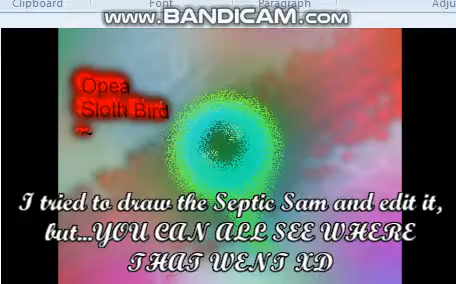 Clipboard Font Paragraph Adju
www.BANDICAM.com
Opea
Sloth Bird
~
I tried to draw the Septic Sam and edit it,
but...YOU CAN ALL SEE WHERE
THAT WENT XD